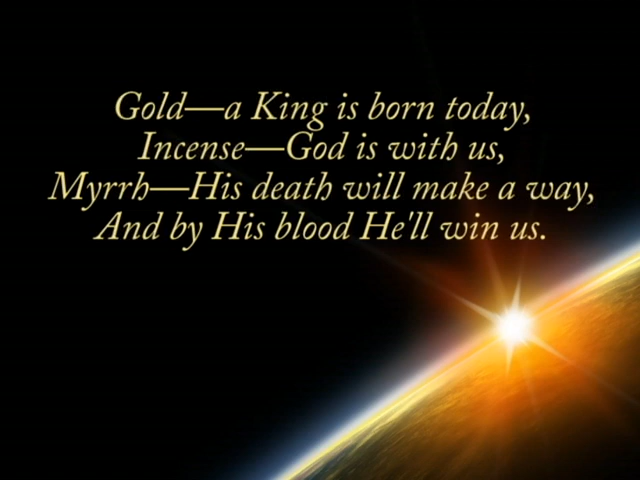 Gold—a King is born today,
Incense—God is with us,
Myrrh—His death will make a way,
And by His blood He'll win us.